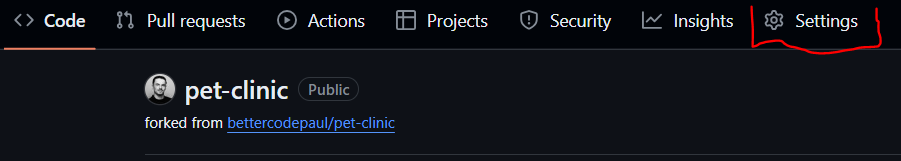 Code Pull requests Actions Projects Security Insights Settings
pet-clinic Public
forked from bettercodepaul/pet-clinic